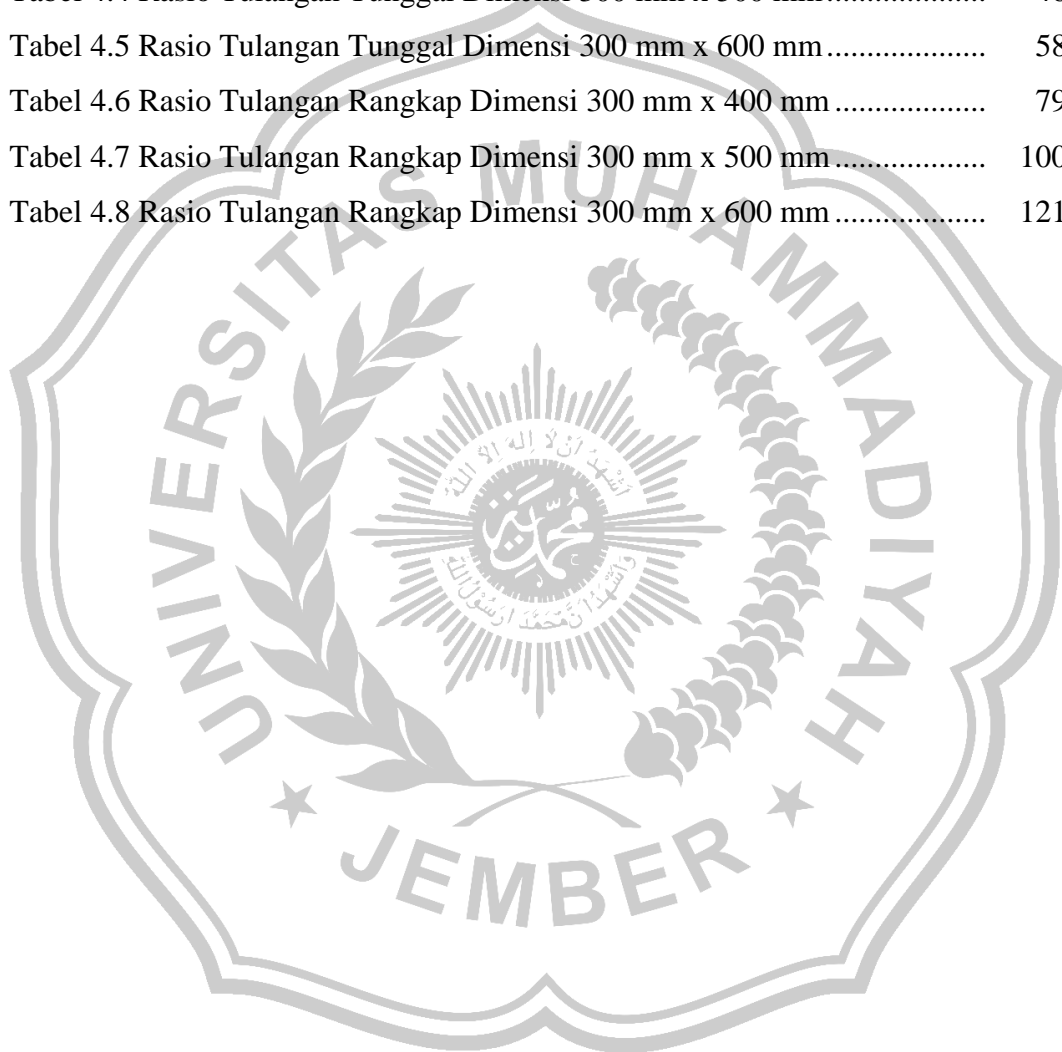 Tabel 4.5 Rasio Tulangan Tunggal Dimensi 300 mm x 600 mm.................... 58
Tabel 4.6 Rasio Tulangan Rangkap Dimensi 300 mm x 400 mm................... 79
Tabel 4.7 Rasio Tulangan Rangkap Dimensi 300 mm x 500 mm................... 100
Tabel 4.8 Rasio Tulangan Rangkap Dimensi 300 mm x 600 mm................... 121
UNIVERSITAS MUHAMMADIYAH
JEMBER